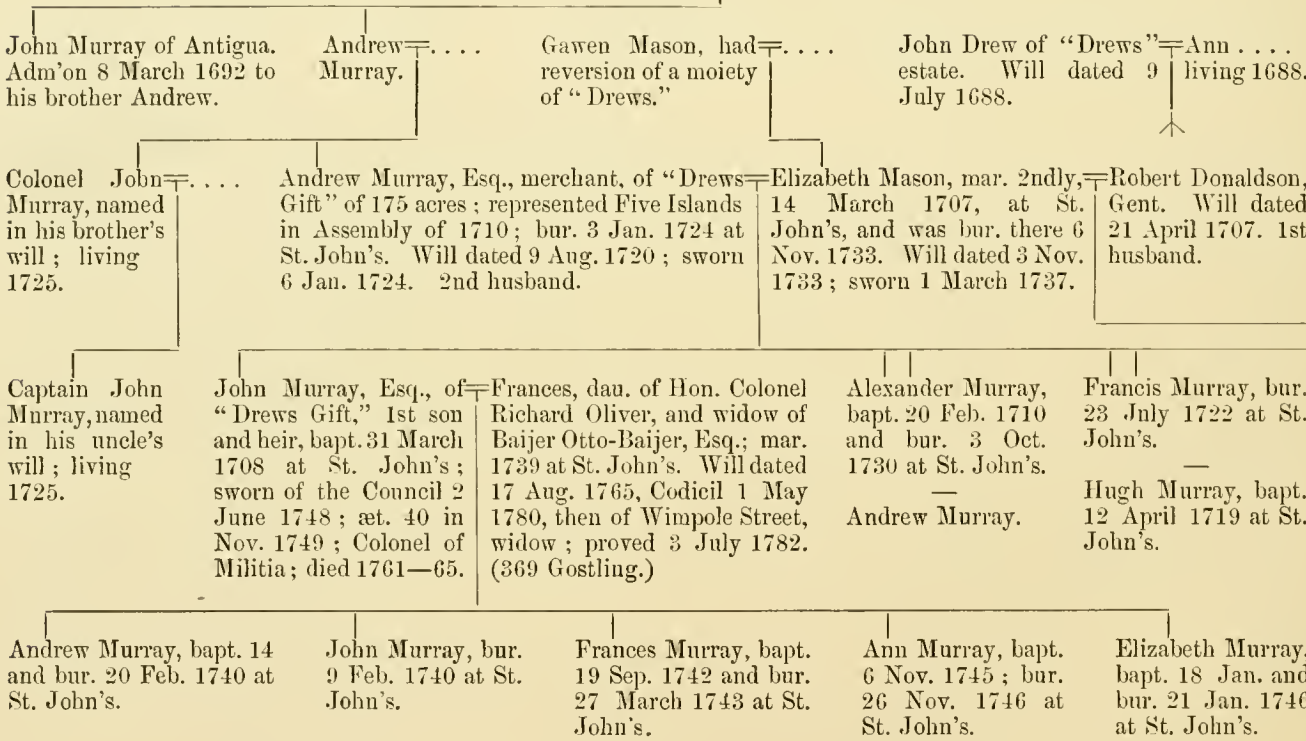 John Murray of Antigua.
Adm'on 8 March 1692 to
his brother Andrew.
Andrew╤. . . .
Murray.
Gawen Mason, had╤. . . .
reversion of a moiety
of “ Drews.”
John Drew of “Drews”╤Ann . . . .
estate. Will dated 9 living 1688.
July 1688.
Colonel John╤. . . .
Murray, named
in his brother's
will ; living
1725.
Andrew Murray, Esq., merchant, of “Drews
Gift” of 175 acres ; represented Five Islands
in Assembly of 1710 ; bur. 3 Jan. 1724 at
St. John's. Will dated 9 Aug. 1720 ; sworn
6 Jan. 1724. 2nd husband.
╤Elizabeth Mason, mar. 2ndly,
14 March 1707, at St.
John's, and was bur. there 6
Nov. 1733. Will dated 3 Nov.
1733 ; sworn 1 March 1737.
╤Robert Donaldson,
Gent. Will dated
21 April 1707. 1st
husband.
Captain John
Murray, named
in his uncle's
will ; living
1725.
John Murray, Esq., of
“ Drews Gift,” 1st son
and heir, bapt. 31 March
1708 at St. John's ;
sworn of the Council 2
June 1748 ; æt. 40 in
Nov. 1749 ; Colonel of
Militia ; died 1761—65.
╤Frances, dau. of Hon. Colonel
Richard Oliver, and widow of
Baijer Otto-Baijer, Esq.; mar.
1739 at St. John's. Will dated
17 Aug. 1765, Codicil 1 May
1780, then of Wimpole Street,
widow ; proved 3 July 1782.
(369 Gostling.)
Alexander Murray,
bapt. 20 Feb. 1710
and bur. 3 Oct.
1730 at St. John's.
—
Andrew Murray.
Francis Murray, bur.
23 July 1722 at St.
John's.
—
Hugh Murray, bapt.
12 April 1719 at St.
John's.
Andrew Murray, bapt. 14
and bur. 20 Feb. 1740 at
St. John's.
John Murray, bur.
9 Feb. 1740 at St.
John's.
Frances Murray, bapt.
19 Sep. 1742 and bur.
27 March 1743 at St.
John's.
Ann Murray, bapt.
6 Nov. 1745 ; bur.
26 Nov. 1746 at
St. John's.
Elizabeth Murray,
bapt. 18 Jan. and
bur. 21 Jan. 1746
at St. John's.